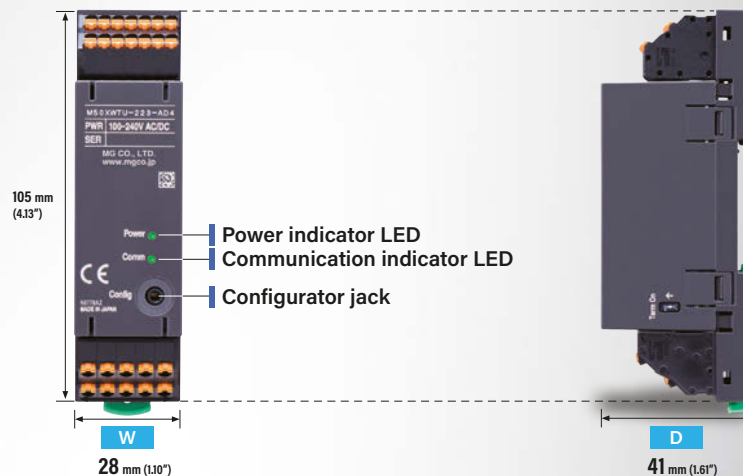 M50XWTU-223-AD4
PWR 100-240V AC/DC
SER
MG CO., LTD.
www.mgco.jp
105 mm
(4.13")
Power
Power indicator LED
Comm
Communication indicator LED
CE
Config
Configurator jack
MADE IN JAPAN
Term On
←
W
28 mm (1.10")
D
41 mm (1.61")